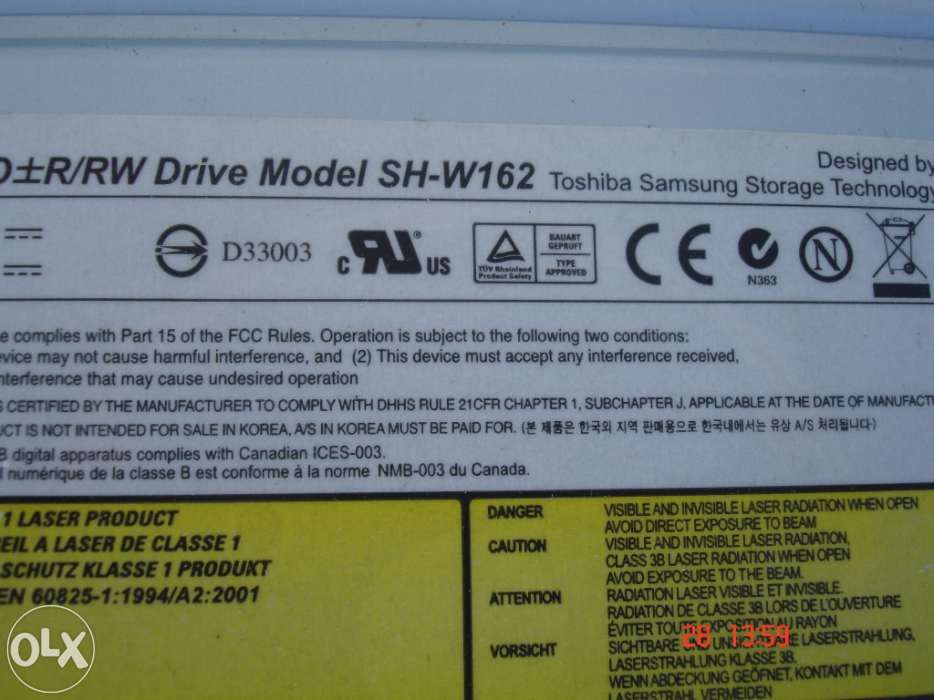 D±R/RW Drive Model SH-W162 Designed by
Toshiba Samsung Storage Technology
D33003 c RU® US TÜV Rheinland Product Safety BAUART GEPRUFT TYPE APPROVED CE N363 N
e complies with Part 15 of the FCC Rules. Operation is subject to the following two conditions:
evice may not cause harmful interference, and (2) This device must accept any interference received,
nterference that may cause undesired operation
S CERTIFIED BY THE MANUFACTURER TO COMPLY WITH DHHS RULE 21CFR CHAPTER 1, SUBCHAPTER J, APPLICABLE AT THE DATE OF MANUFACT
UCT IS NOT INTENDED FOR SALE IN KOREA, A/S IN KOREA MUST BE PAID FOR. (본 제품은 한국외 지역 판매용으로 한국내에서는 유상 A/S 처리됩니다)
B digital apparatus complies with Canadian ICES-003.
l numérique de la classe B est conforme à la norme NMB-003 du Canada.
1 LASER PRODUCT
REIL A LASER DE CLASSE 1
SCHUTZ KLASSE 1 PRODUKT
EN 60825-1:1994/A2:2001
DANGER VISIBLE AND INVISIBLE LASER RADIATION WHEN OPEN
AVOID DIRECT EXPOSURE TO BEAM
CAUTION VISIBLE AND INVISIBLE LASER RADIATION,
CLASS 3B LASER RADIATION WHEN OPEN
AVOID EXPOSURE TO THE BEAM.
ATTENTION RADIATION LASER VISIBLE ET INVISIBLE.
RADIATION DE CLASSE 3B LORS DE L'OUVERTURE
ÉVITER TOUTE EXPOSITION AU RAYON
VORSICHT SICHTBARE UNSICHTBARE LASERSTRAHLUNG,
LASERSTRAHLUNG KLASSE 3B.
WENN ABDECKUNG GEÖFFNET, KONTAKT MIT DEM
LASERSTRAHL VERMEIDEN
28 13:59
OLX